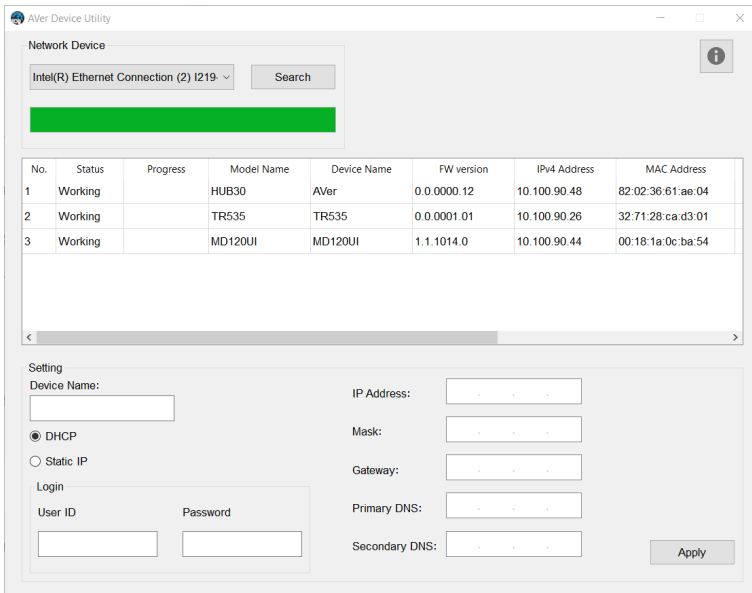 AVer Device Utility
Network Device
Intel(R) Ethernet Connection (2) I219-
Search
No. Status Progress Model Name Device Name FW version IPv4 Address MAC Address
1 Working HUB30 AVer 0.0.0000.12 10.100.90.48 82:02:36:61:ae:04
2 Working TR535 TR535 0.0.0001.01 10.100.90.26 32:71:28:ca:d3:01
3 Working MD120UI MD120UI 1.1.1014.0 10.100.90.44 00:18:1a:0c:ba:54
Setting
Device Name:
DHCP
Static IP
Login
User ID Password
IP Address:
Mask:
Gateway:
Primary DNS:
Secondary DNS:
Apply